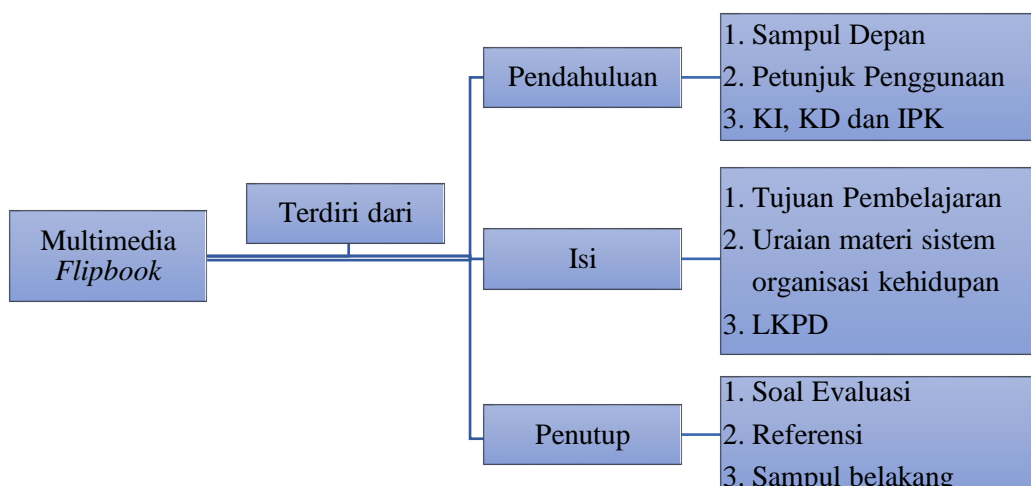 Multimedia
Flipbook
Terdiri dari
Pendahuluan
1. Sampul Depan
2. Petunjuk Penggunaan
3. KI, KD dan IPK
Isi
1. Tujuan Pembelajaran
2. Uraian materi sistem
organisasi kehidupan
3. LKPD
Penutup
1. Soal Evaluasi
2. Referensi
3. Sampul belakang